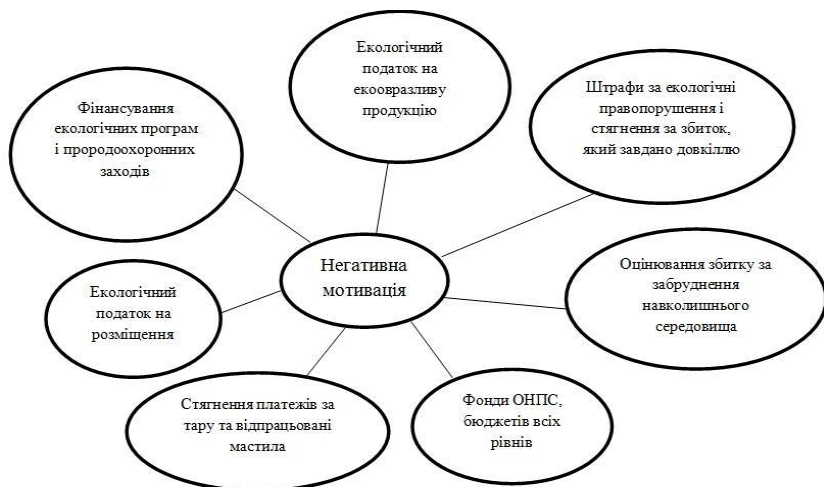 Екологічний
податок на
екоовразливу
продукцію
Штрафи за екологічні
правопорушення і
стягнення за збиток,
який завдано довкіллю
Фінансування
екологічних програм
і прородоохоронних
заходів
Негативна
мотивація
Оцінювання збитку за
забруднення
навколишнього
середовища
Екологічний
податок на
розміщення
Стягнення платежів за
тару та відпрацьовані
мастила
Фонди ОНПС,
бюджетів всіх
рівнів